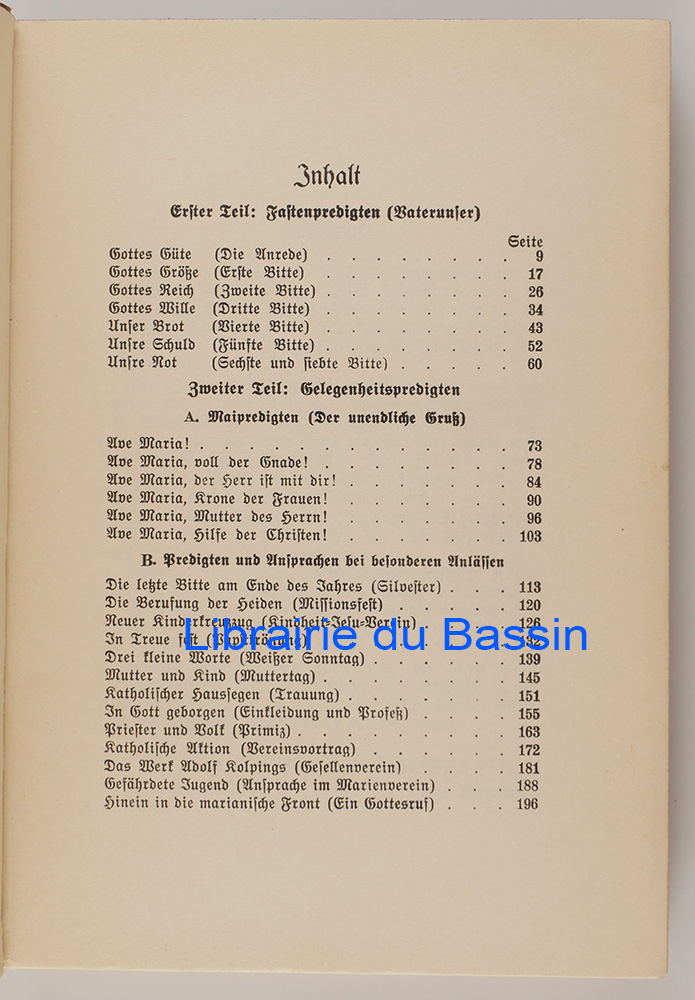 Inhalt
Erster Teil: Fastenpredigten (Vaterunser)
Seite
Gottes Güte (Die Anrede) . . . . . . . . 9
Gottes Größe (Erste Bitte) . . . . . . . . 17
Gottes Reich (Zweite Bitte) . . . . . . . . 26
Gottes Wille (Dritte Bitte) . . . . . . . . 34
Unser Brot (Vierte Bitte) . . . . . . . . 43
Unsre Schuld (Fünfte Bitte) . . . . . . . . 52
Unsre Not (Sechste und siebte Bitte) . . . . . 60
Zweiter Teil: Gelegenheitspredigten
A. Maipredigten (Der unendliche Gruß)
Ave Maria! . . . . . . . . . . . . . 73
Ave Maria, voll der Gnade! . . . . . . . . 78
Ave Maria, der Herr ist mit dir! . . . . . . . 84
Ave Maria, Krone der Frauen! . . . . . . . 90
Ave Maria, Mutter des Herrn! . . . . . . . 96
Ave Maria, Hilfe der Christen! . . . . . . . 103
B. Predigten und Ansprachen bei besonderen Anlässen
Die letzte Bitte am Ende des Jahres (Silvester) . . . 113
Die Berufung der Heiden (Missionsfest) . . . . . 120
Neuer Kinderkreuzzug (Kindheit-Jesu-Verein) . . . . 126
In Treue fest (Papstkrönung) . . . . . . . 132
Librairie du Bassin
Drei kleine Worte (Weißer Sonntag) . . . . . . 139
Mutter und Kind (Muttertag) . . . . . . . 145
Katholischer Haussegen (Trauung) . . . . . . 151
In Gott geborgen (Einkleidung und Profeß) . . . . 155
Priester und Volk (Primiz) . . . . . . . . 163
Katholische Aktion (Vereinsvortrag) . . . . . . 172
Das Werk Adolf Kolpings (Gesellenverein) . . . . 181
Gefährdete Jugend (Ansprache im Marienverein) . . . 188
Hinein in die marianische Front (Ein Gottesruf) . . . 196